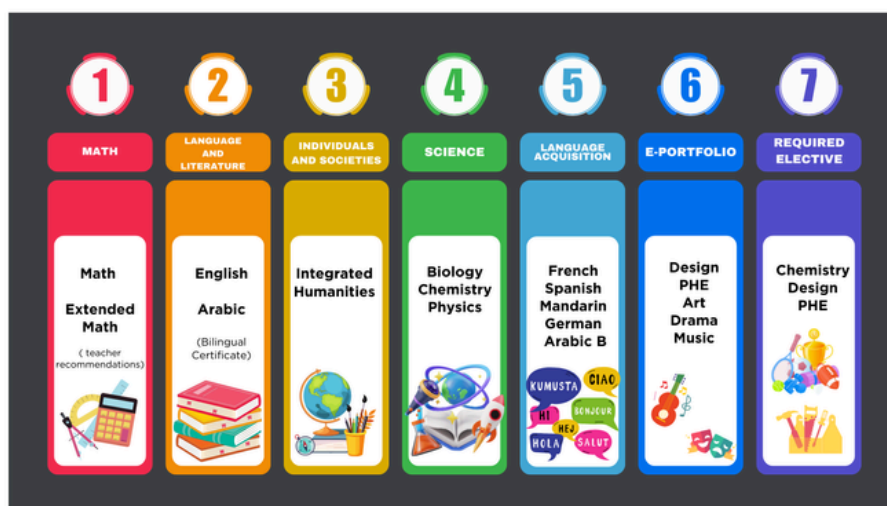 1
MATH
Math
Extended
Math
( teacher
recommendations)
2
LANGUAGE
AND
LITERATURE
English
Arabic
(Bilingual
Certificate)
3
INDIVIDUALS
AND SOCIETIES
Integrated
Humanities
4
SCIENCE
Biology
Chemistry
Physics
5
LANGUAGE
ACQUISITION
French
Spanish
Mandarin
German
Arabic B
KUMUSTA
CIAO
HI
BONJOUR
HEJ
HOLA
SALUT
6
E-PORTFOLIO
Design
PHE
Art
Drama
Music
7
REQUIRED
ELECTIVE
Chemistry
Design
PHE